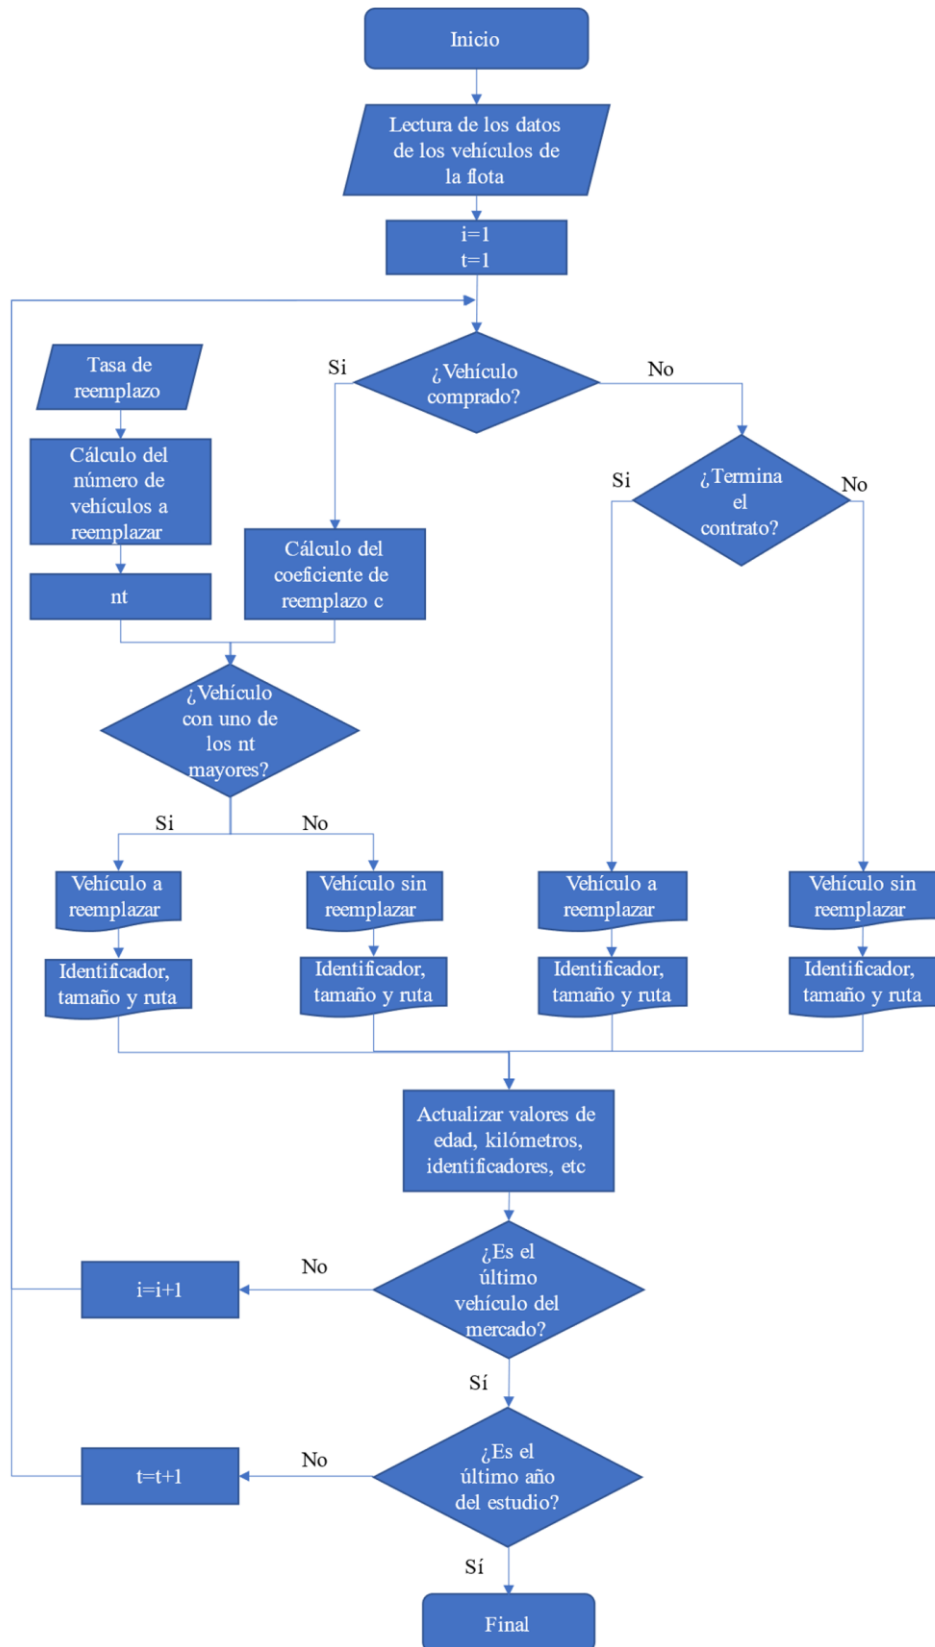 Inicio
Lectura de los datos
de los vehículos de
la flota
i=1
t=1
Tasa de
reemplazo
Si
¿Vehículo
comprado?
No
Cálculo del
número de
vehículos a
reemplazar
Si
¿Termina
el
contrato?
No
nt
Cálculo del
coeficiente de
reemplazo c
¿Vehículo
con uno de
los nt
mayores?
Si
No
Vehículo a
reemplazar
Vehículo sin
reemplazar
Vehículo a
reemplazar
Vehículo sin
reemplazar
Identificador,
tamaño y ruta
Identificador,
tamaño y ruta
Identificador,
tamaño y ruta
Identificador,
tamaño y ruta
Actualizar valores de
edad, kilómetros,
identificadores, etc
i=i+1
No
¿Es el
último
vehículo del
mercado?
Sí
t=t+1
No
¿Es el
último año
del estudio?
Sí
Final